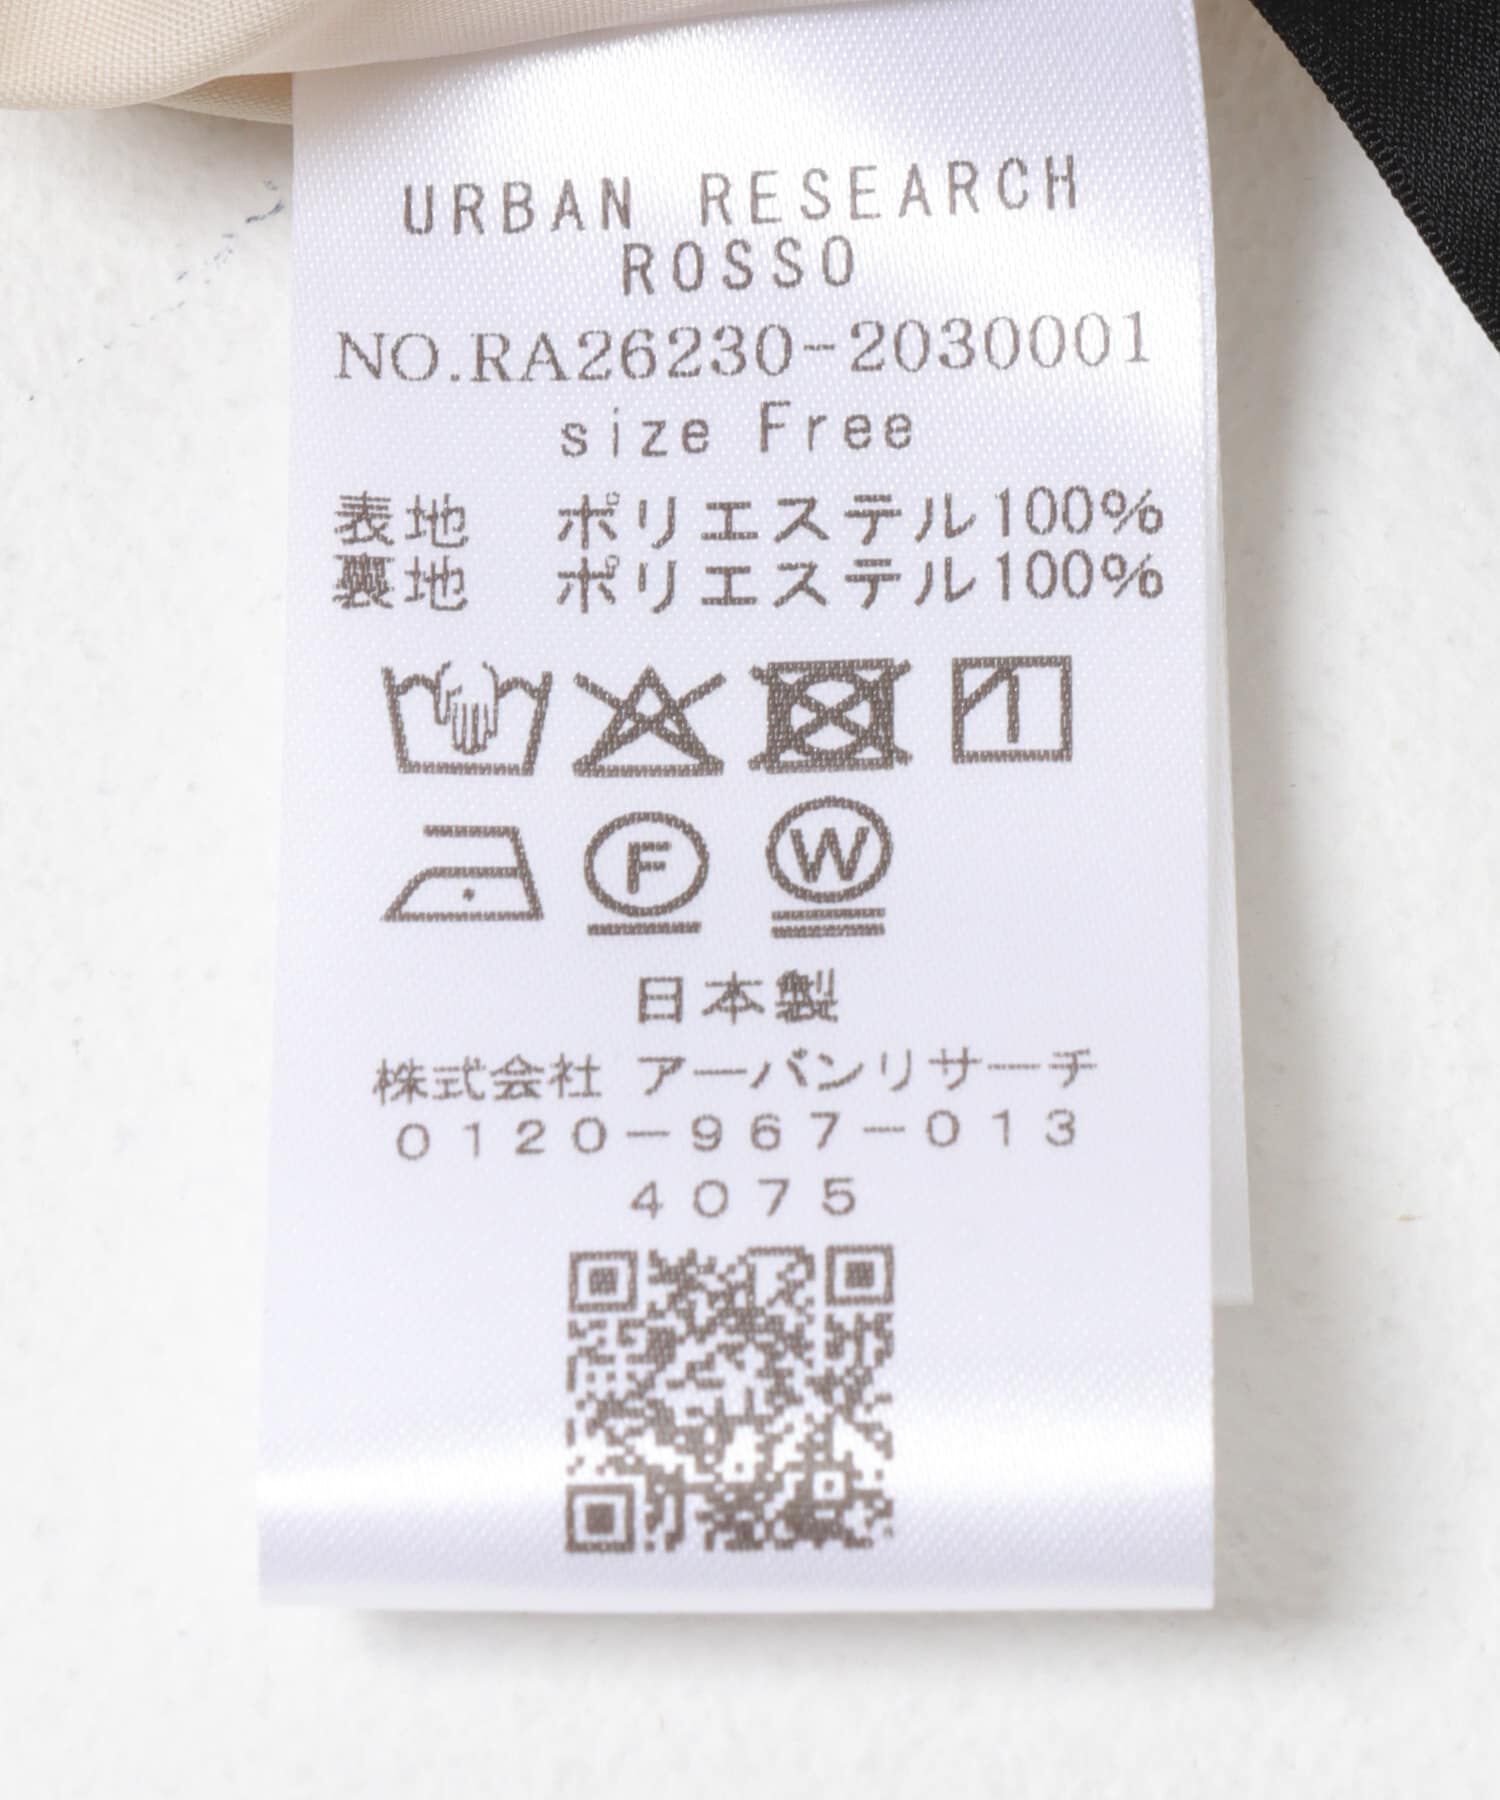 URBAN RESEARCH
ROSSO
NO.RA26230-2030001
size Free
表地 ポリエステル100%
裏地 ポリエステル100%
F W
日本製
株式会社 アーバンリサーチ
0120-967-013
4075